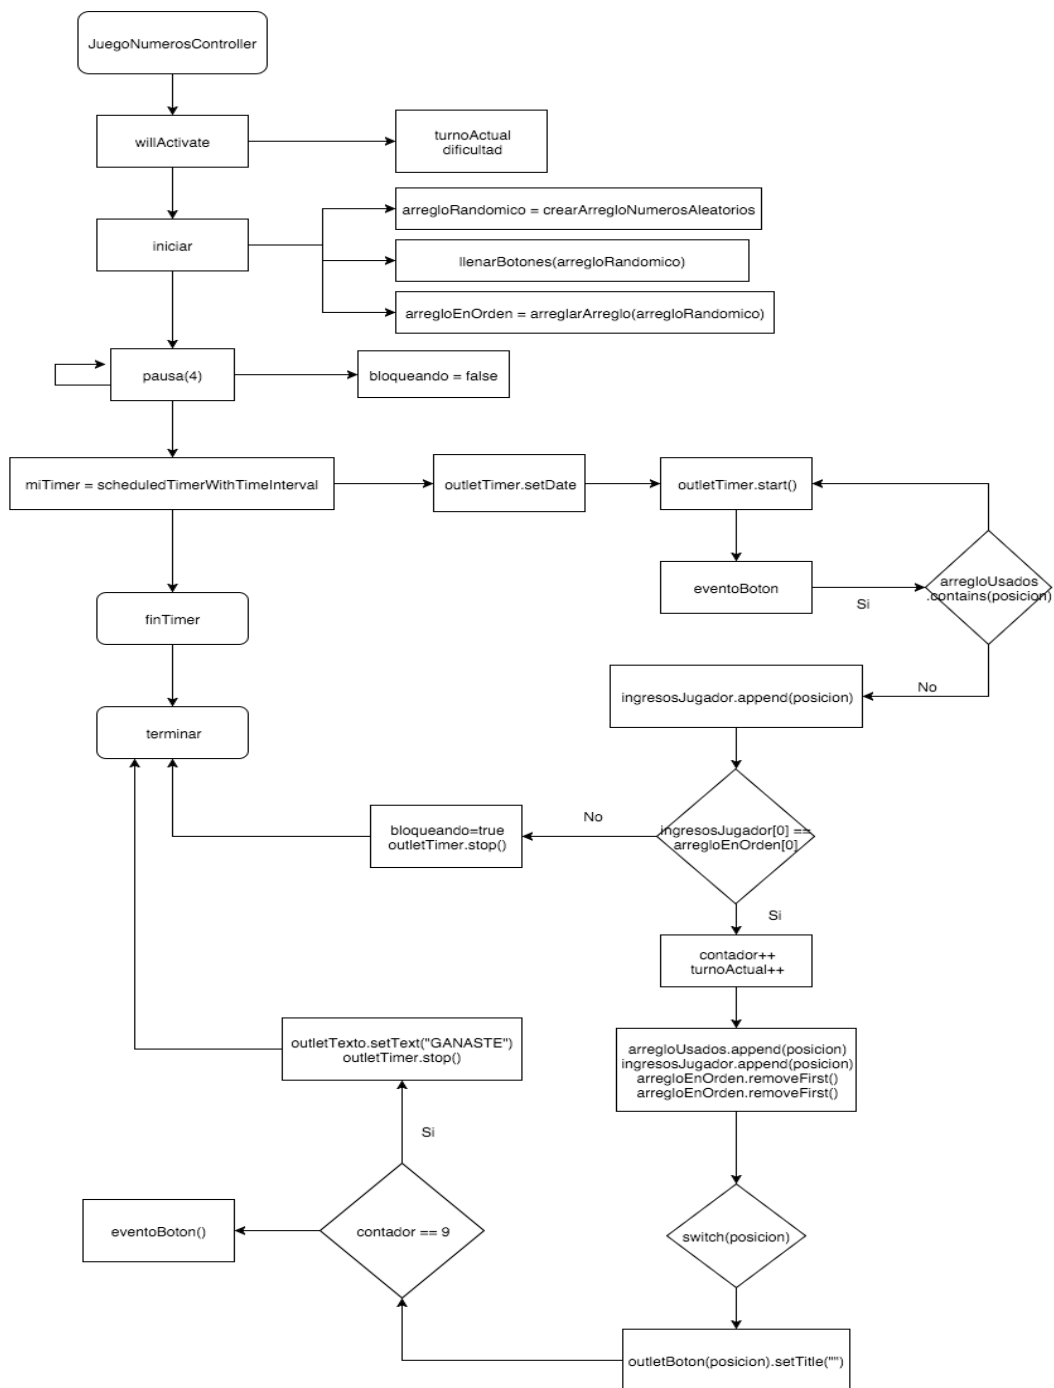 JuegoNumerosController
willActivate
turnoActual
dificultad
arregloRandomico = crearArregloNumerosAleatorios
iniciar
llenarBotones(arregloRandomico)
arregloEnOrden = arreglarArreglo(arregloRandomico)
pausa(4)
bloqueando = false
miTimer = scheduledTimerWithTimeInterval
outletTimer.setDate
outletTimer.start()
eventoBoton
Si
arregloUsados
.contains(posicion)
finTimer
No
ingresosJugador.append(posicion)
terminar
bloqueando=true
outletTimer.stop()
No
ingresosJugador[0] ==
arregloEnOrden[0]
Si
contador++
turnoActual++
outletTexto.setText("GANASTE")
outletTimer.stop()
arregloUsados.append(posicion)
ingresosJugador.append(posicion)
arregloEnOrden.removeFirst()
arregloEnOrden.removeFirst()
Si
eventoBoton()
contador == 9
switch(posicion)
outletBoton(posicion).setTitle("")